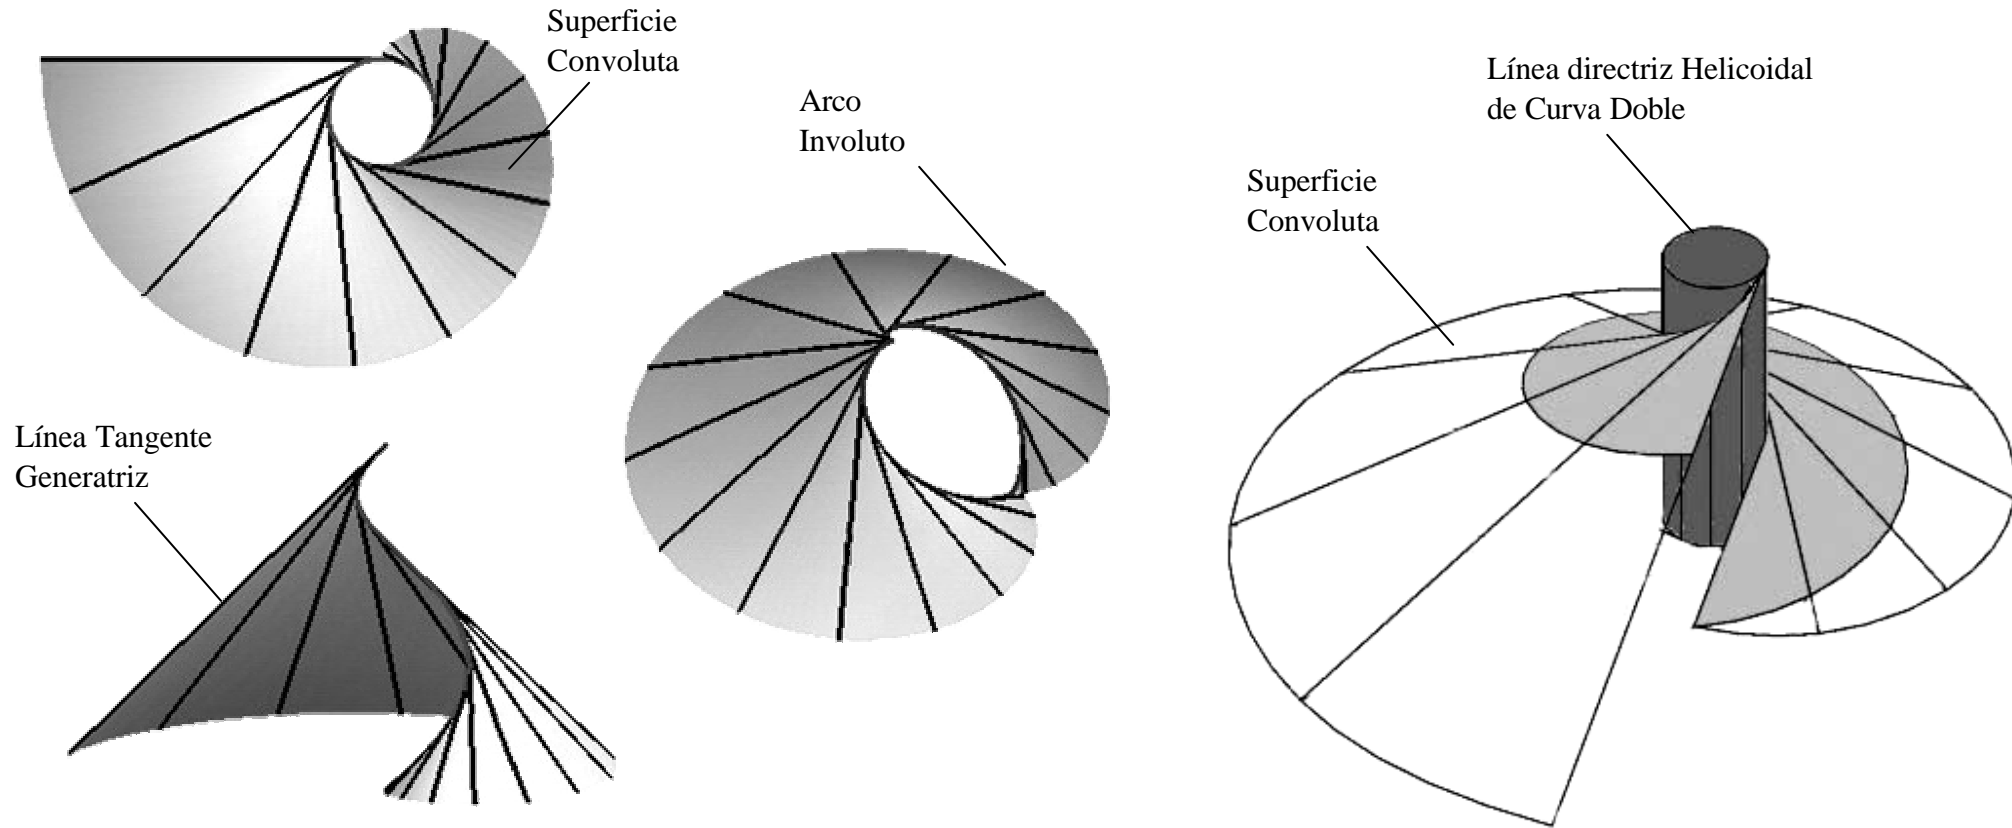 Superficie
Convoluta
Línea Tangente
Generatriz
Arco
Involuto
Línea directriz Helicoidal
de Curva Doble
Superficie
Convoluta